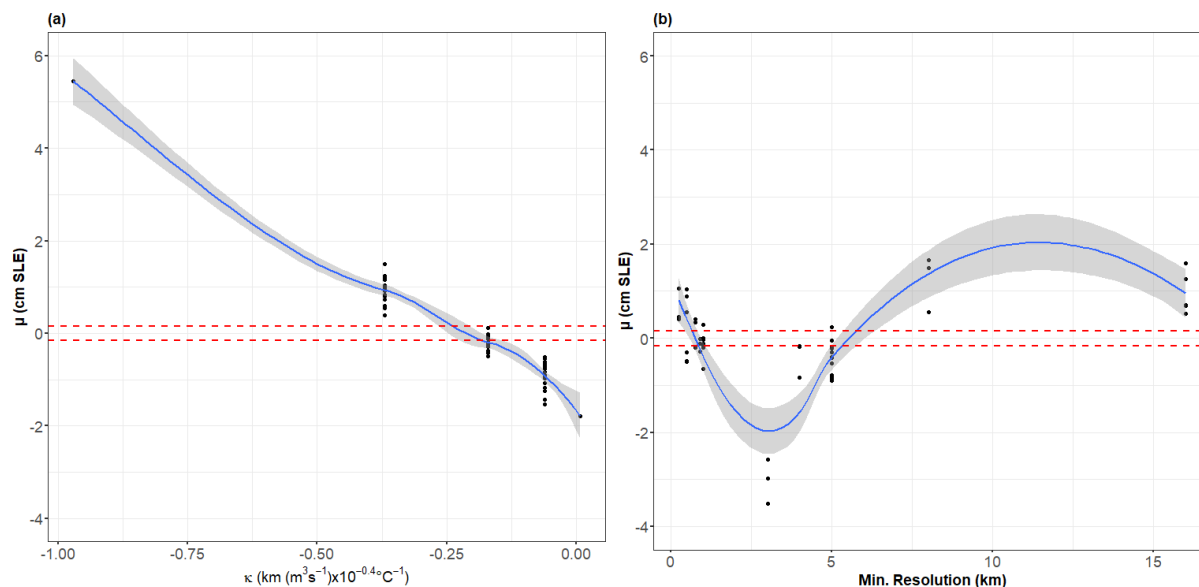 (a)
6
4
2
0
-2
-4
μ (cm SLE)
-1.00 -0.75 -0.50 -0.25 0.00
κ (km (m³s⁻¹)x10⁻⁰·⁴°C⁻¹)
(b)
6
4
2
0
-2
-4
μ (cm SLE)
0 5 10 15
Min. Resolution (km)